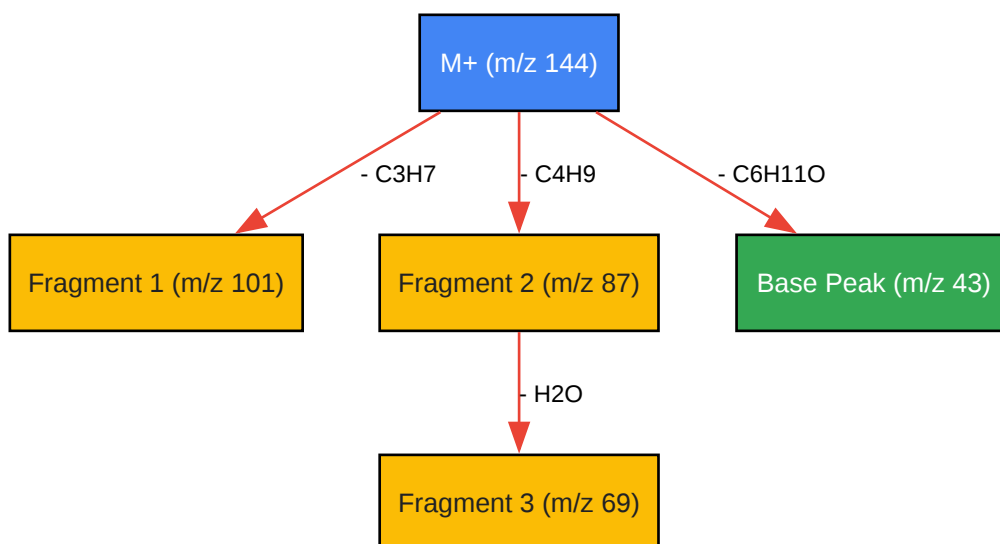 M+ (m/z 144)
- C3H7
- C4H9
- C6H11O
Fragment 1 (m/z 101)
Fragment 2 (m/z 87)
Base Peak (m/z 43)
- H2O
Fragment 3 (m/z 69)